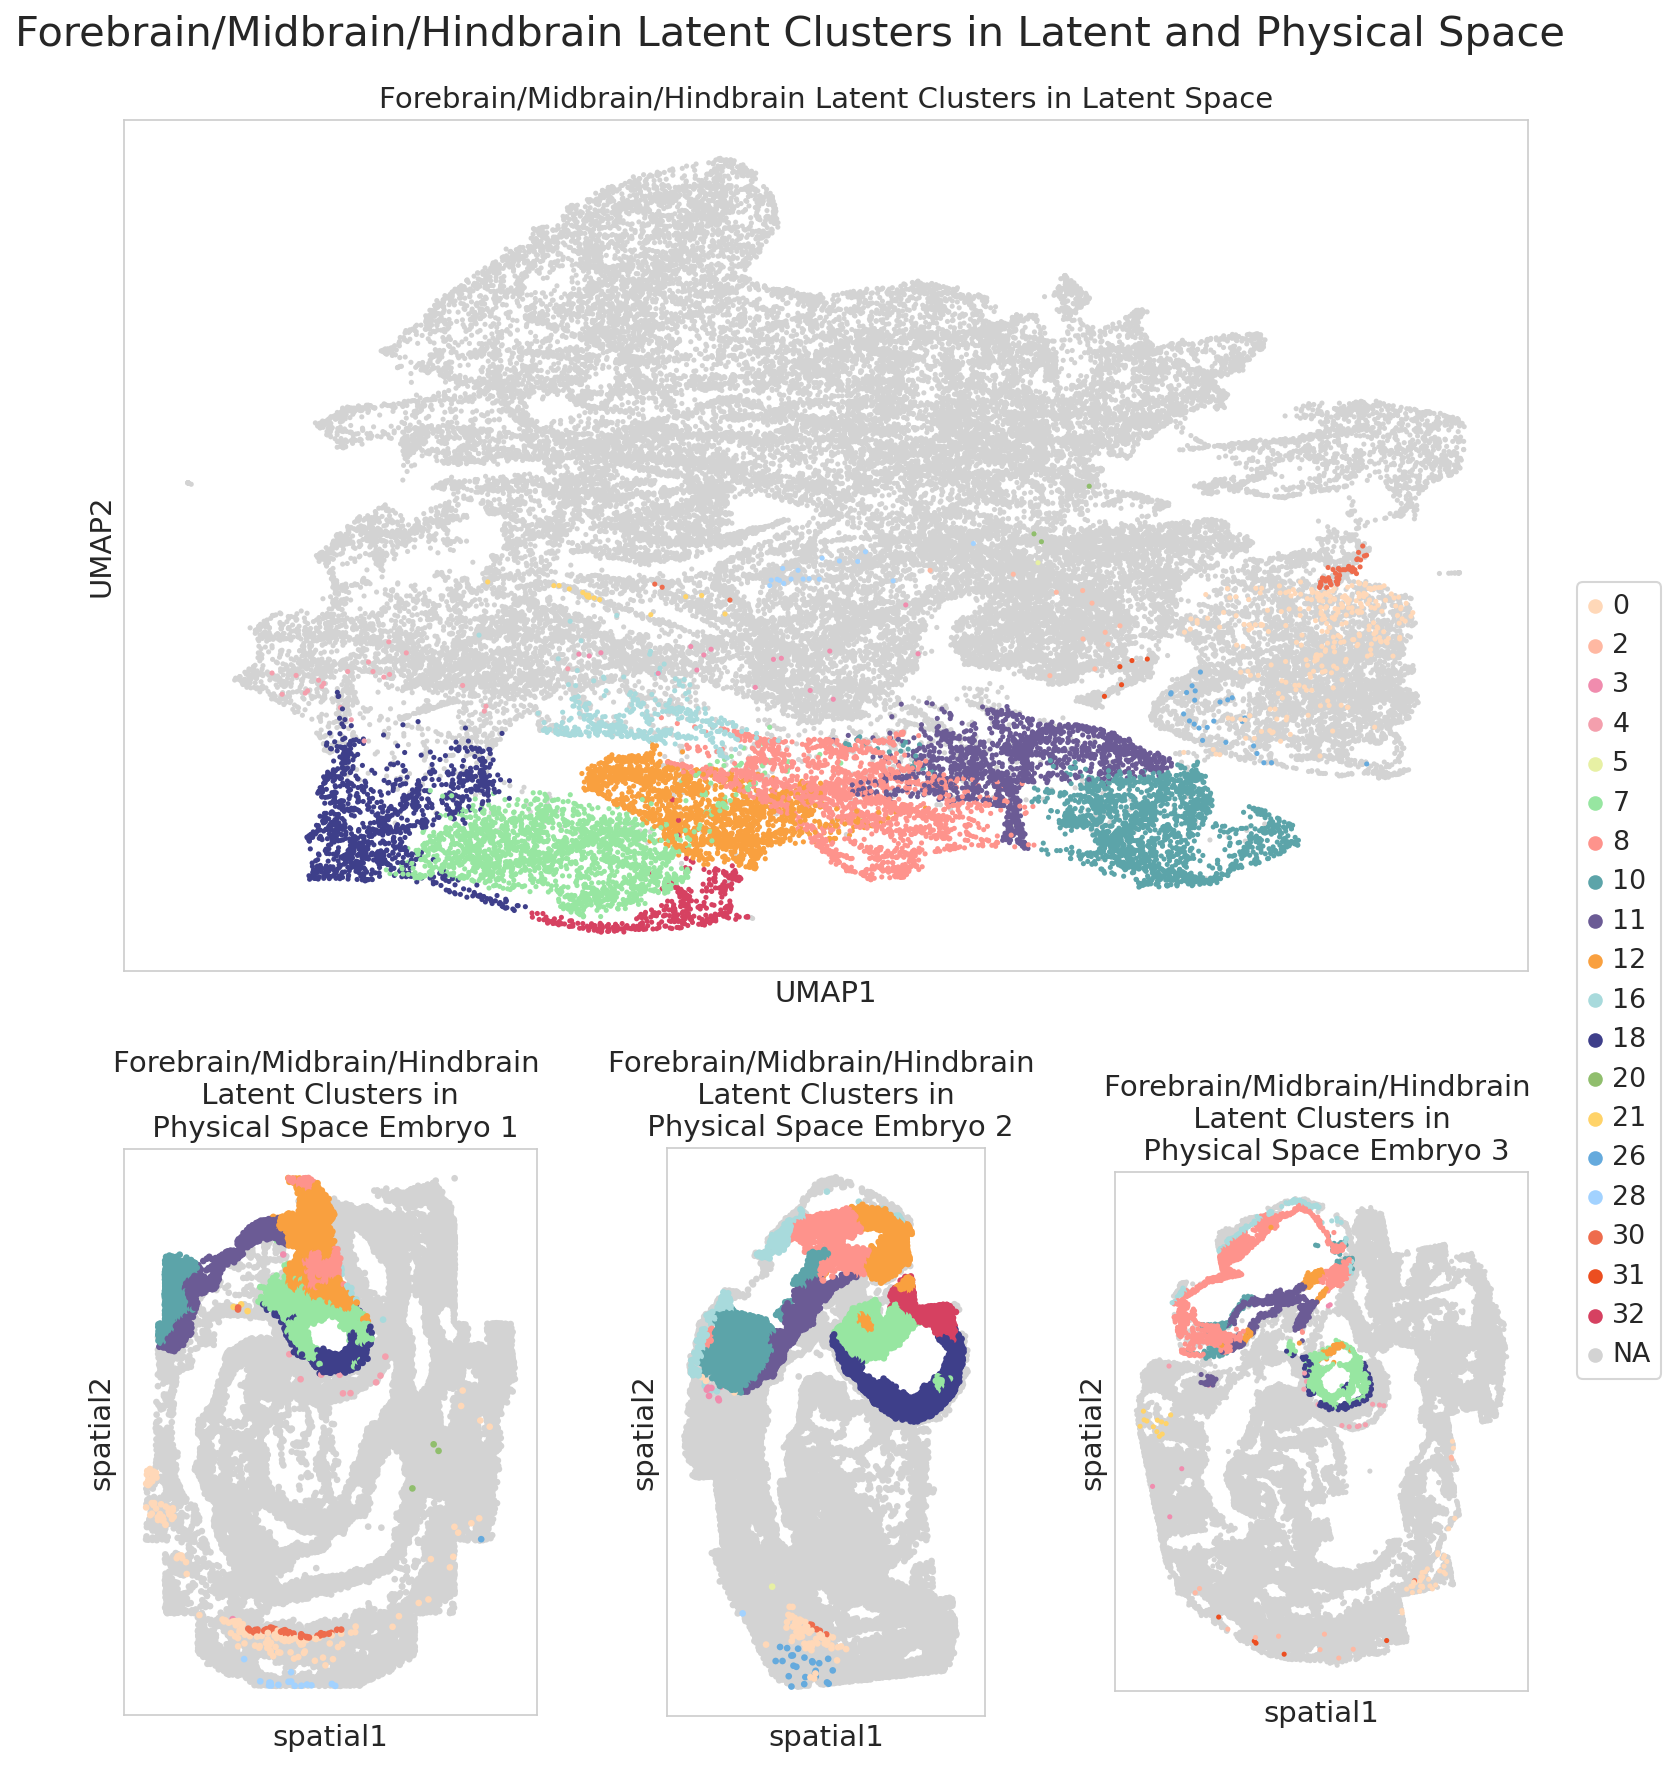 Forebrain/Midbrain/Hindbrain Latent Clusters in Latent and Physical Space
Forebrain/Midbrain/Hindbrain Latent Clusters in Latent Space
UMAP2
UMAP1
0
2
3
4
5
7
8
10
11
12
16
18
20
21
26
28
30
31
32
NA
Forebrain/Midbrain/Hindbrain
Latent Clusters in
Physical Space Embryo 1
spatial2
spatial1
Forebrain/Midbrain/Hindbrain
Latent Clusters in
Physical Space Embryo 2
spatial2
spatial1
Forebrain/Midbrain/Hindbrain
Latent Clusters in
Physical Space Embryo 3
spatial2
spatial1